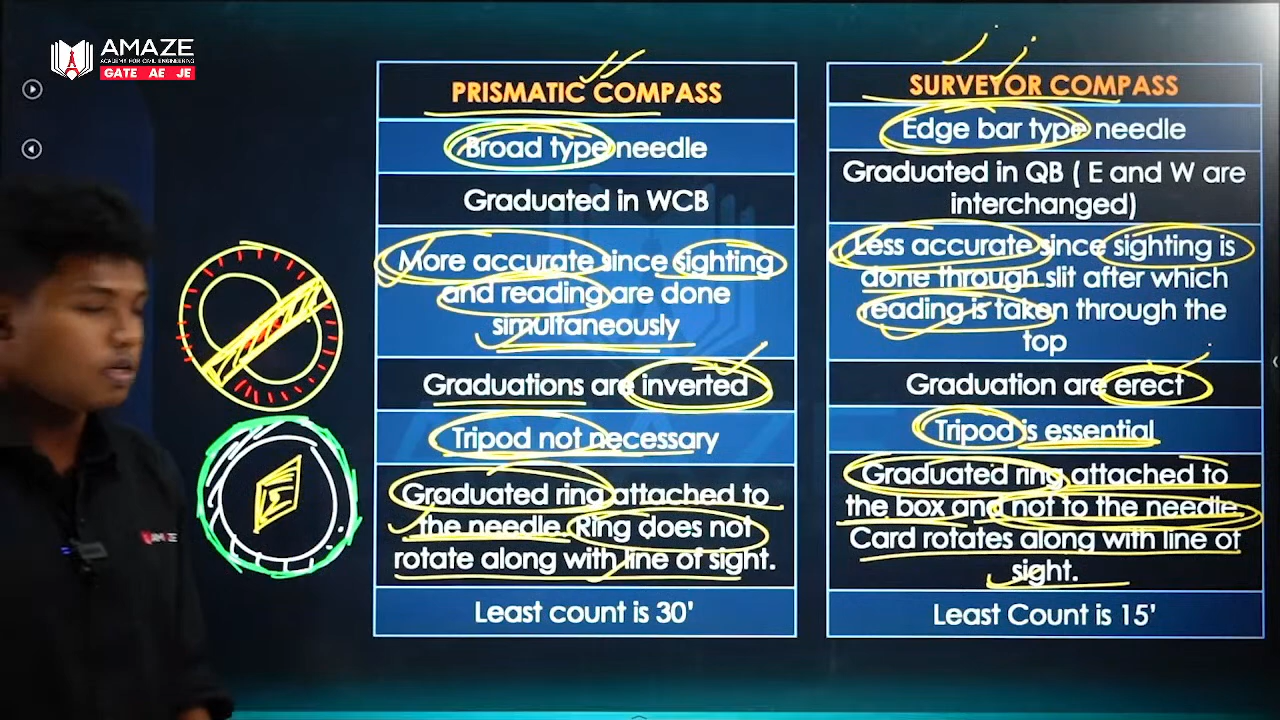 AMAZE
ACADEMY FOR CIVIL ENGINEERING
GATE AE JE
PRISMATIC COMPASS
Broad type needle
Graduated in WCB
More accurate since sighting
and reading are done
simultaneously
Graduations are inverted
Tripod not necessary
Graduated ring attached to
the needle. Ring does not
rotate along with line of sight.
Least count is 30'
SURVEYOR COMPASS
Edge bar type needle
Graduated in QB ( E and W are
interchanged)
Less accurate since sighting is
done through slit after which
reading is taken through the
top
Graduation are erect
Tripod is essential
Graduated ring attached to
the box and not to the needle
Card rotates along with line of
sight.
Least Count is 15'
AMAZE